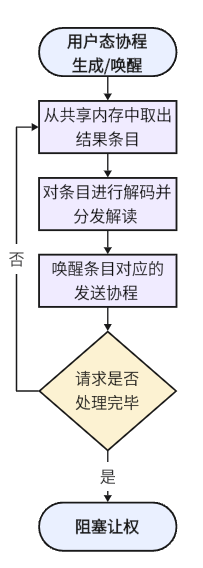 用户态协程
生成/唤醒
从共享内存中取出
结果条目
对条目进行解码并
分发解读
唤醒条目对应的
发送协程
否
请求是否
处理完毕
是
阻塞让权